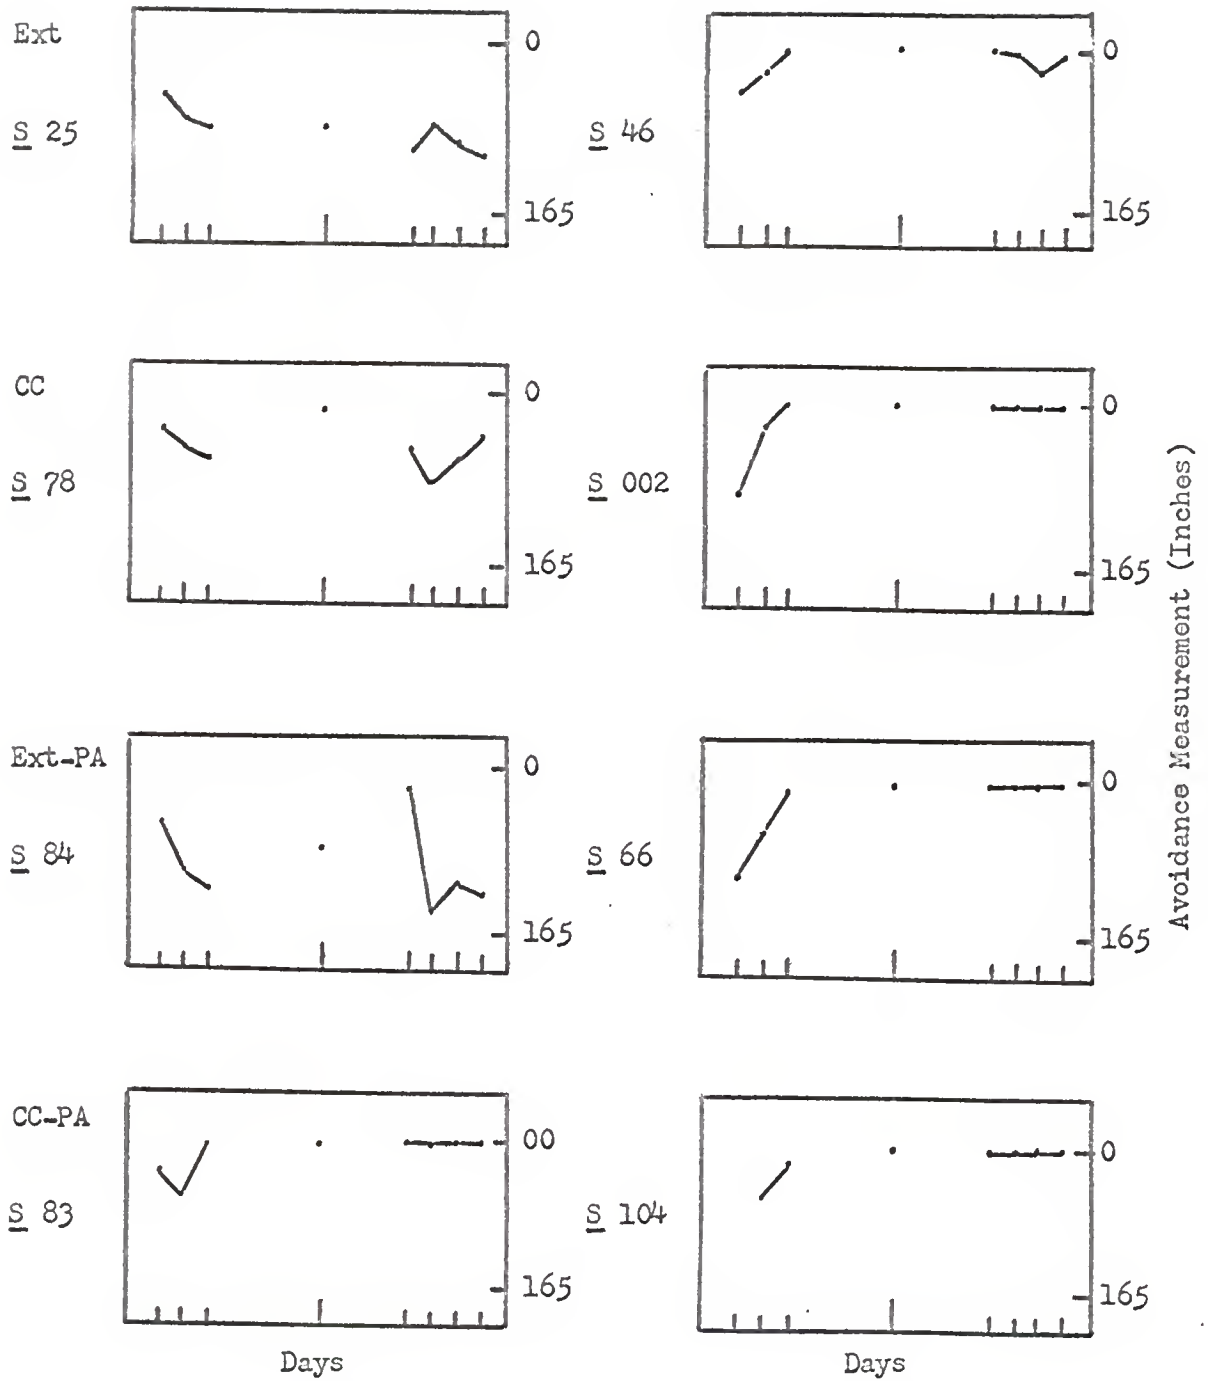 Ext
0
S 25
165
0
S 46
165
CC
0
S 78
165
0
S 002
165
Ext-PA
0
S 84
165
0
S 66
165
CC-PA
00
S 83
165
0
S 104
165
Days
Days
Avoidance Measurement (Inches)